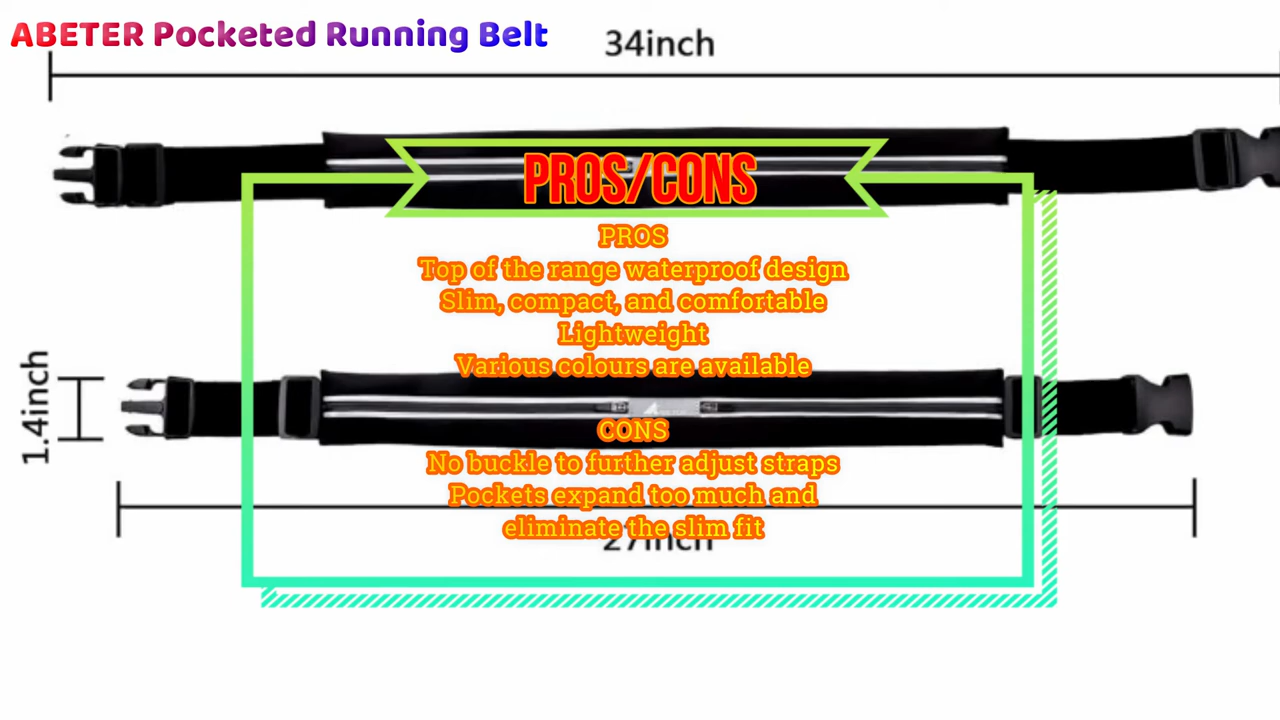 ABETER Pocketed Running Belt
34inch
PROS/CONS
PROS
Top of the range waterproof design
Slim, compact, and comfortable
Lightweight
Various colours are available
1.4inch
CONS
No buckle to further adjust straps
Pockets expand too much and
eliminate the slim fit
27inch